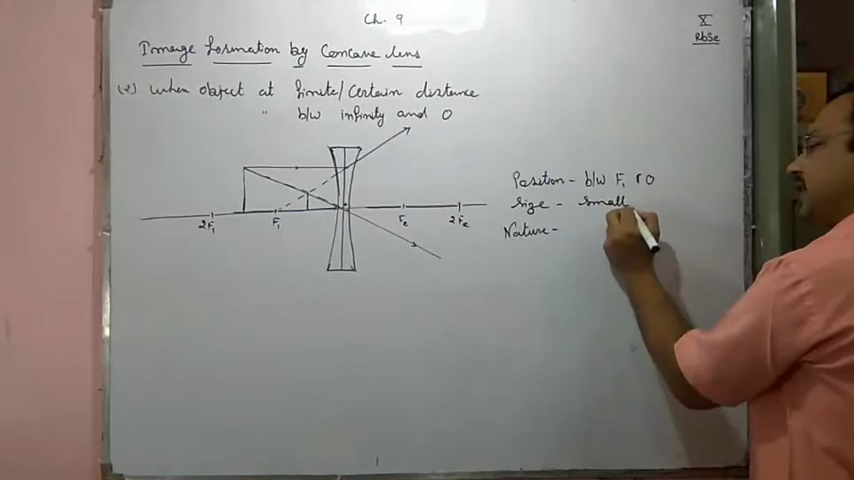 Ch. 9
X
RbSe
Image formation by Concave lens
(2) When object at finite/Certain distance
" b/w infinity and O
Position - b/w F₁ & O
Size - Small
Nature -
2F₁ F₁ F₂ 2F₂